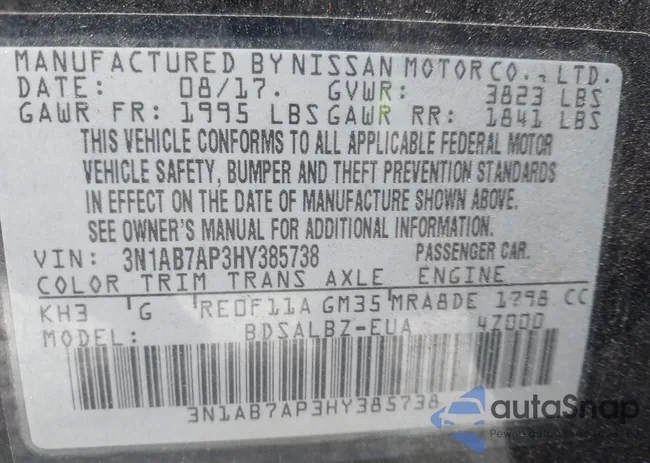 MANUFACTURED BY NISSAN MOTOR CO., LTD.
DATE: 08/17. GVWR: 3823 LBS
GAWR FR: 1995 LBS GAWR RR: 1841 LBS
THIS VEHICLE CONFORMS TO ALL APPLICABLE FEDERAL MOTOR
VEHICLE SAFETY, BUMPER AND THEFT PREVENTION STANDARDS
IN EFFECT ON THE DATE OF MANUFACTURE SHOWN ABOVE.
SEE OWNER'S MANUAL FOR ADDITIONAL INFORMATION.
VIN: 3N1AB7AP3HY385738 PASSENGER CAR.
COLOR TRIM TRANS AXLE ENGINE
KH3 G RE0F11A GM35 MRA8DE 1798 CC
MODEL: BDSALBZ-EUA 47000
3N1AB7AP3HY385738
autoSnap